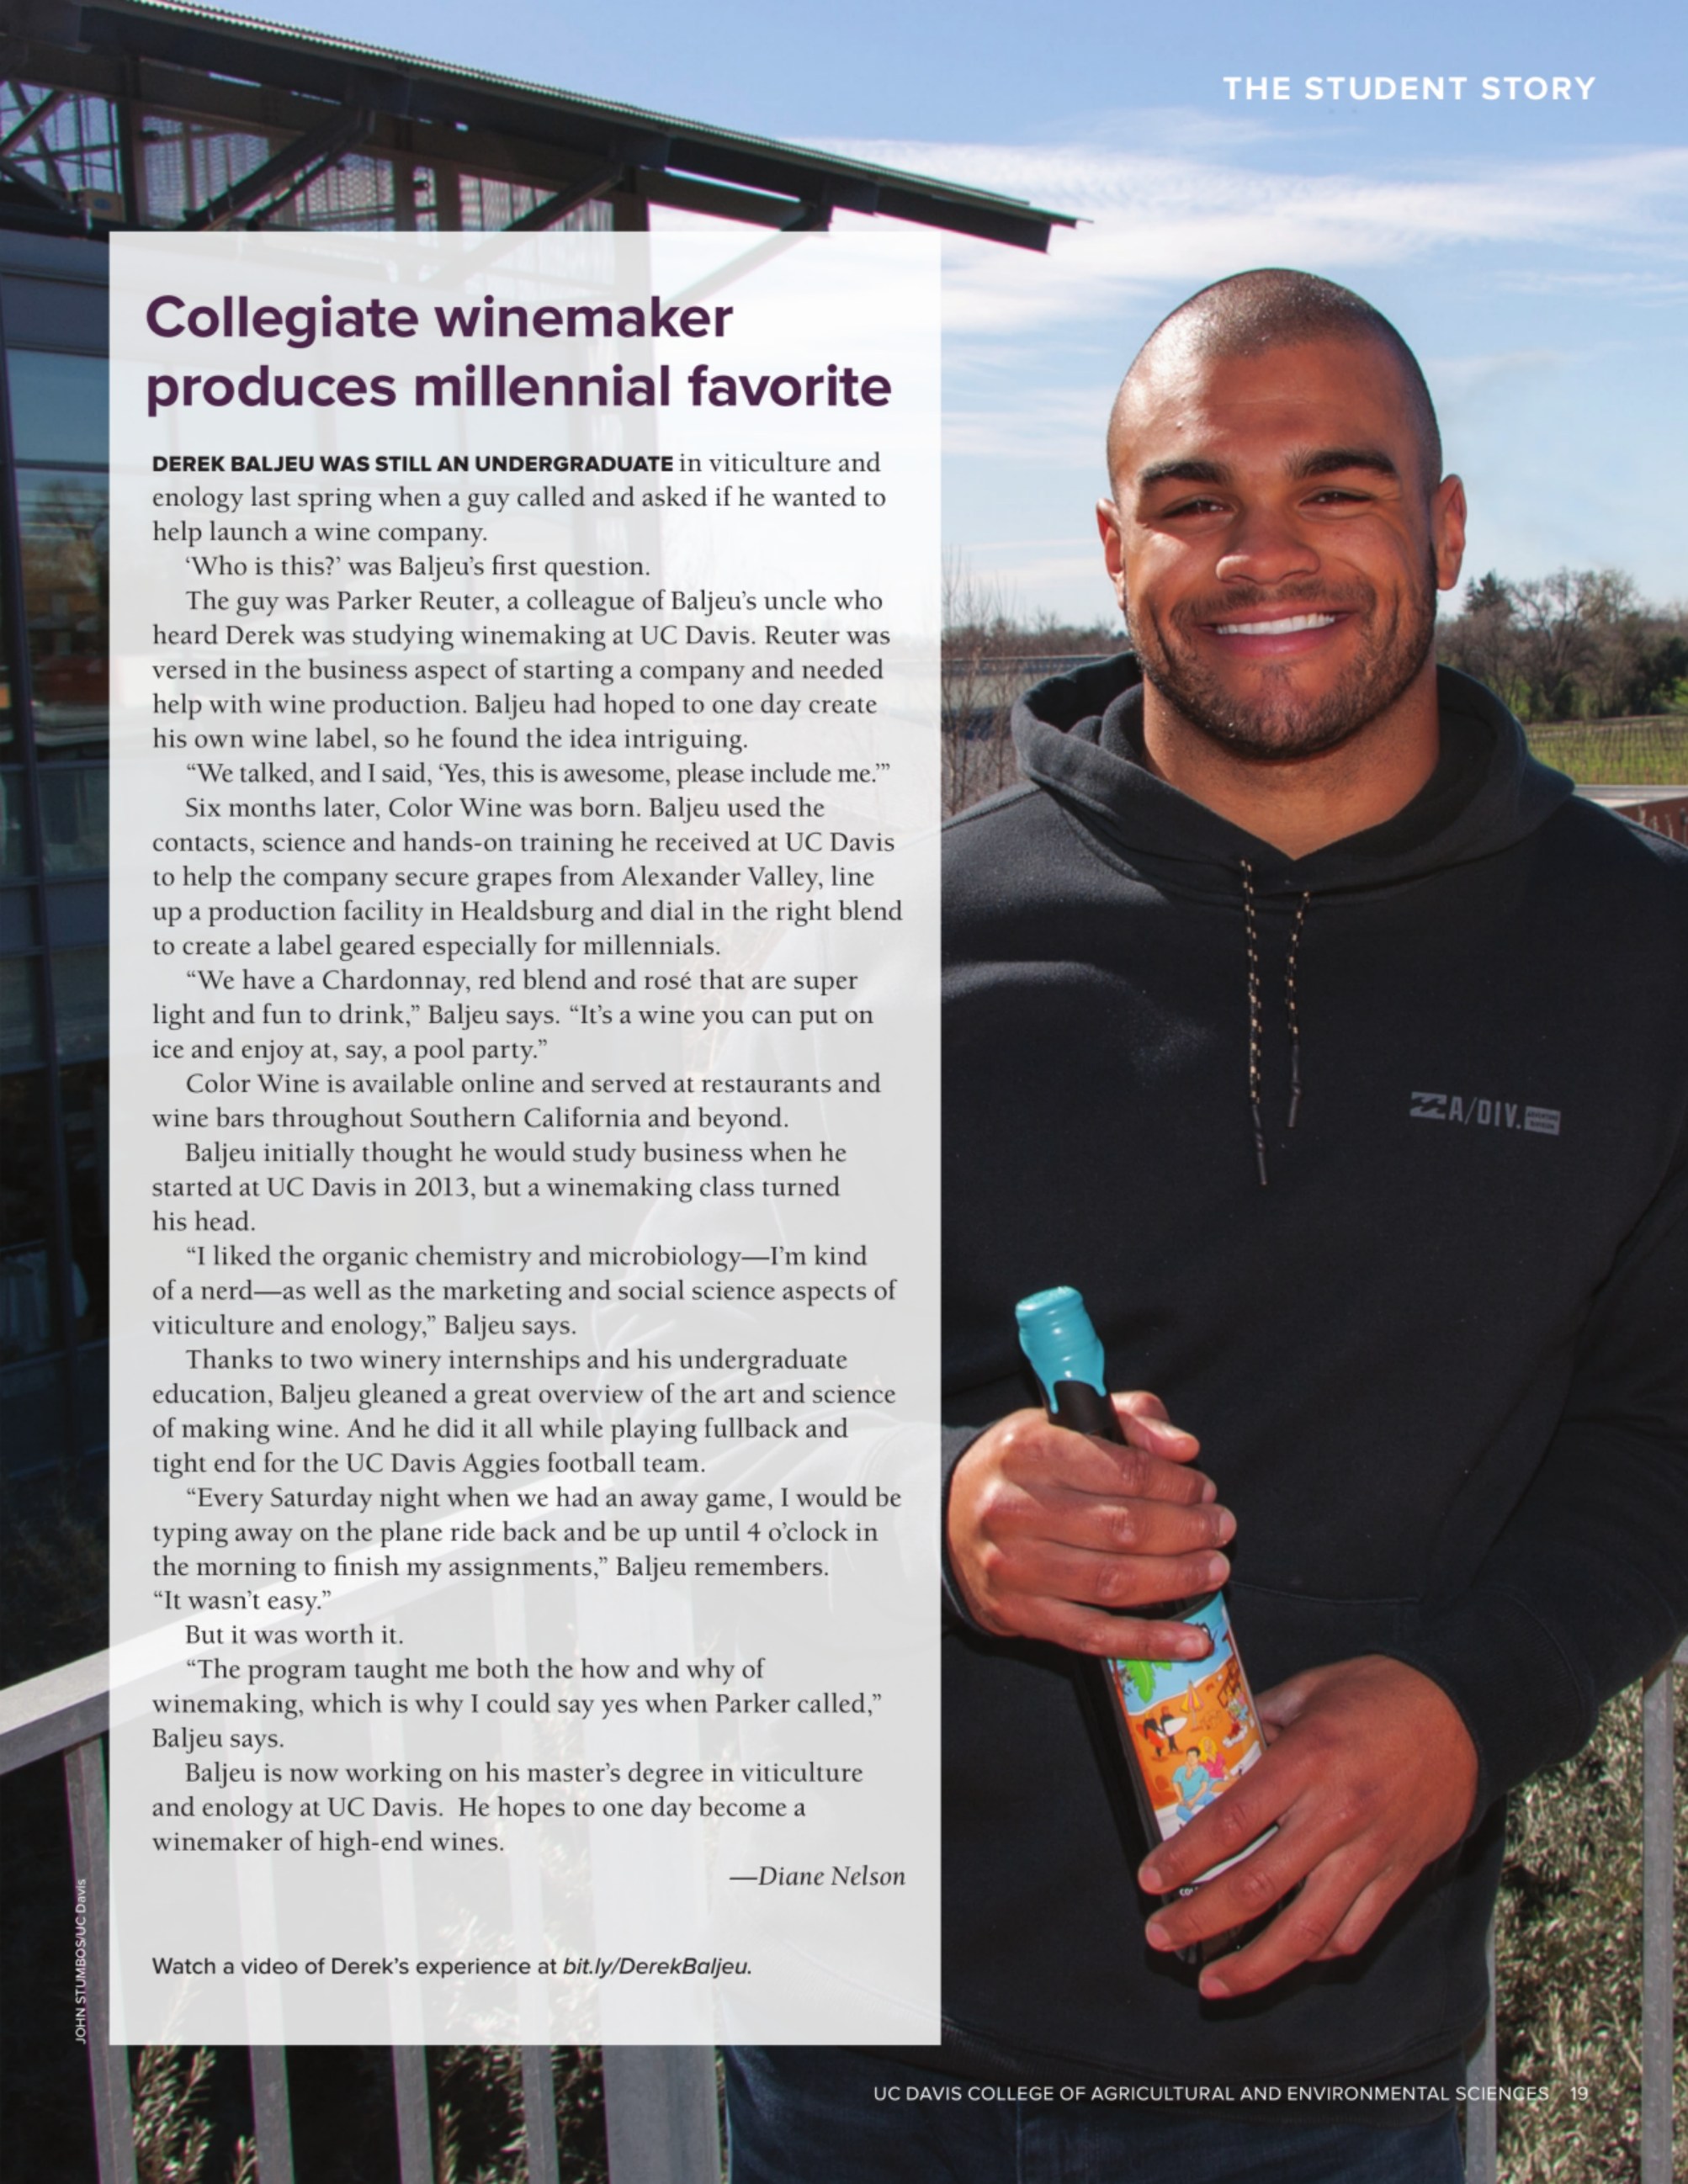 THE STUDENT STORY
Collegiate winemaker
produces millennial favorite
DEREK BALJEU WAS STILL AN UNDERGRADUATE in viticulture and
enology last spring when a guy called and asked if he wanted to
help launch a wine company.
‘Who is this?’ was Baljeu’s first question.
The guy was Parker Reuter, a colleague of Baljeu’s uncle who
heard Derek was studying winemaking at UC Davis. Reuter was
versed in the business aspect of starting a company and needed
help with wine production. Baljeu had hoped to one day create
his own wine label, so he found the idea intriguing.
“We talked, and I said, ‘Yes, this is awesome, please include me.’”
Six months later, Color Wine was born. Baljeu used the
contacts, science and hands-on training he received at UC Davis
to help the company secure grapes from Alexander Valley, line
up a production facility in Healdsburg and dial in the right blend
to create a label geared especially for millennials.
“We have a Chardonnay, red blend and rosé that are super
light and fun to drink,” Baljeu says. “It’s a wine you can put on
ice and enjoy at, say, a pool party.”
Color Wine is available online and served at restaurants and
wine bars throughout Southern California and beyond.
Baljeu initially thought he would study business when he
started at UC Davis in 2013, but a winemaking class turned
his head.
“I liked the organic chemistry and microbiology—I’m kind
of a nerd—as well as the marketing and social science aspects of
viticulture and enology,” Baljeu says.
Thanks to two winery internships and his undergraduate
education, Baljeu gleaned a great overview of the art and science
of making wine. And he did it all while playing fullback and
tight end for the UC Davis Aggies football team.
“Every Saturday night when we had an away game, I would be
typing away on the plane ride back and be up until 4 o’clock in
the morning to finish my assignments,” Baljeu remembers.
“It wasn’t easy.”
But it was worth it.
“The program taught me both the how and why of
winemaking, which is why I could say yes when Parker called,”
Baljeu says.
Baljeu is now working on his master’s degree in viticulture
and enology at UC Davis. He hopes to one day become a
winemaker of high-end wines.
—Diane Nelson
Watch a video of Derek’s experience at bit.ly/DerekBaljeu.
JOHN STUMBOS/UC Davis
A/DIV.
UC DAVIS COLLEGE OF AGRICULTURAL AND ENVIRONMENTAL SCIENCES 19